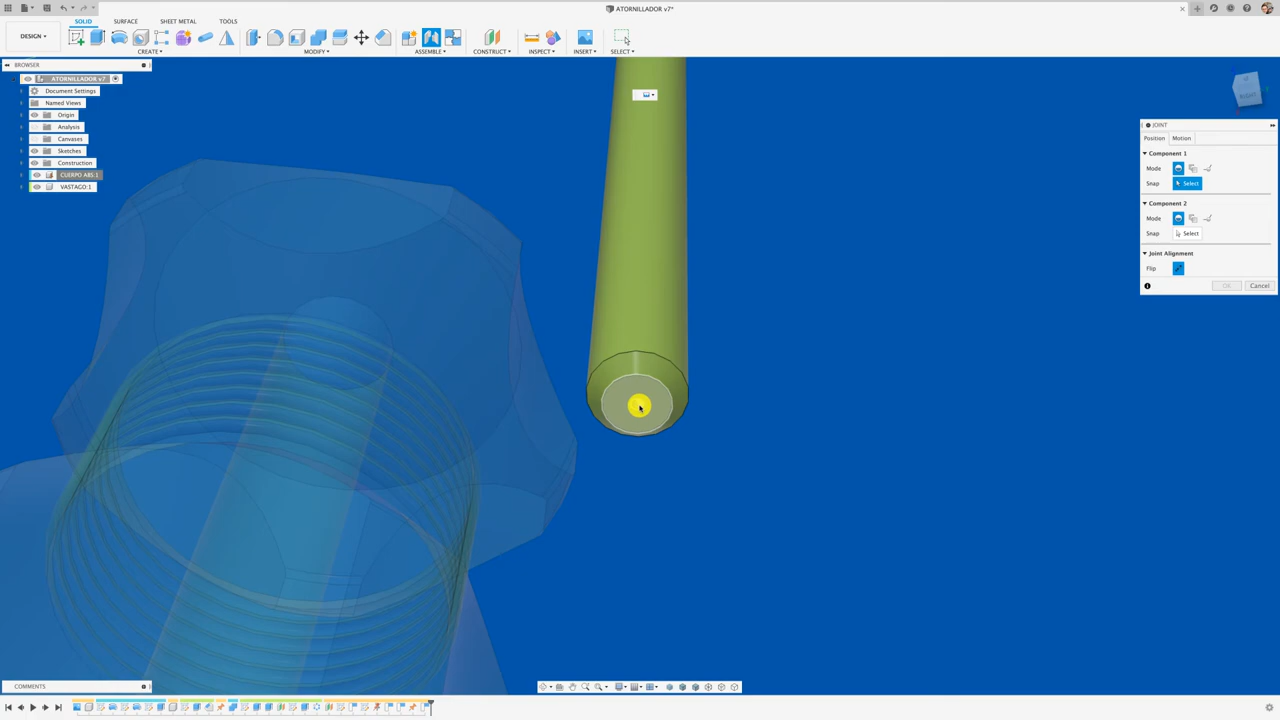 ATORNILLADOR v7*
DESIGN
SOLID
SURFACE
SHEET METAL
TOOLS
CREATE
MODIFY
ASSEMBLE
CONSTRUCT
INSPECT
INSERT
SELECT
BROWSER
ATORNILLADOR v7
Document Settings
Named Views
Origin
Analysis
Canvases
Sketches
Construction
CUERPO ABS:1
VASTAGO:1
RIGHT
JOINT
Position
Motion
Component 1
Mode
Snap
Select
Component 2
Mode
Snap
Select
Joint Alignment
Flip
OK
Cancel
COMMENTS